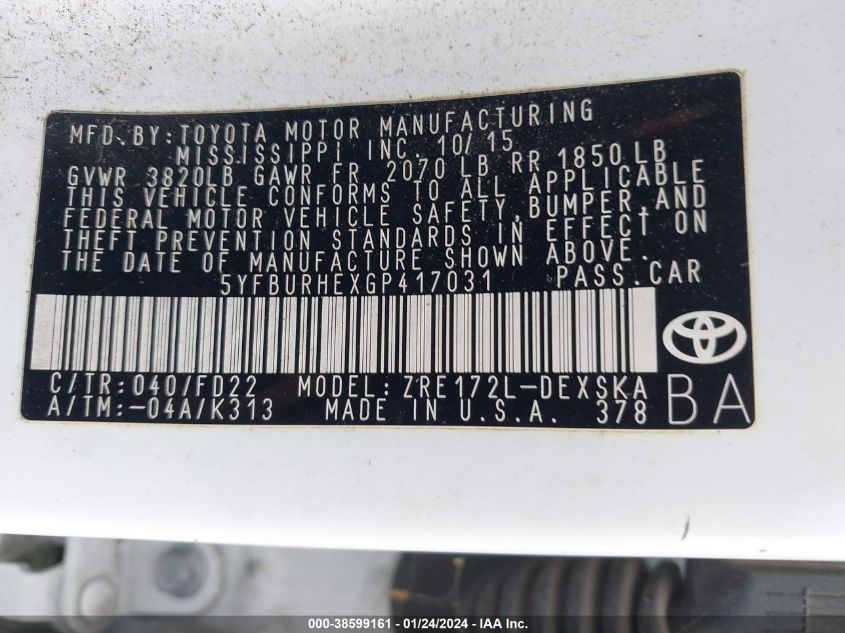 MFD.BY:TOYOTA MOTOR MANUFACTURING
MISSISSIPPI INC. 10/15
GVWR 3820LB GAWR FR 2070 LB RR 1850 LB
THIS VEHICLE CONFORMS TO ALL APPLICABLE
FEDERAL MOTOR VEHICLE SAFETY,BUMPER,AND
THEFT PREVENTION STANDARDS IN EFFECT ON
THE DATE OF MANUFACTURE SHOWN ABOVE.
5YFBURHEXGP417031 PASS.CAR
C/TR:040/FD22 MODEL:ZRE172L-DEXSKA
A/TM:-04A/K313 MADE IN U.S.A. 378
BA
000-38599161 - 01/24/2024 - IAA Inc.